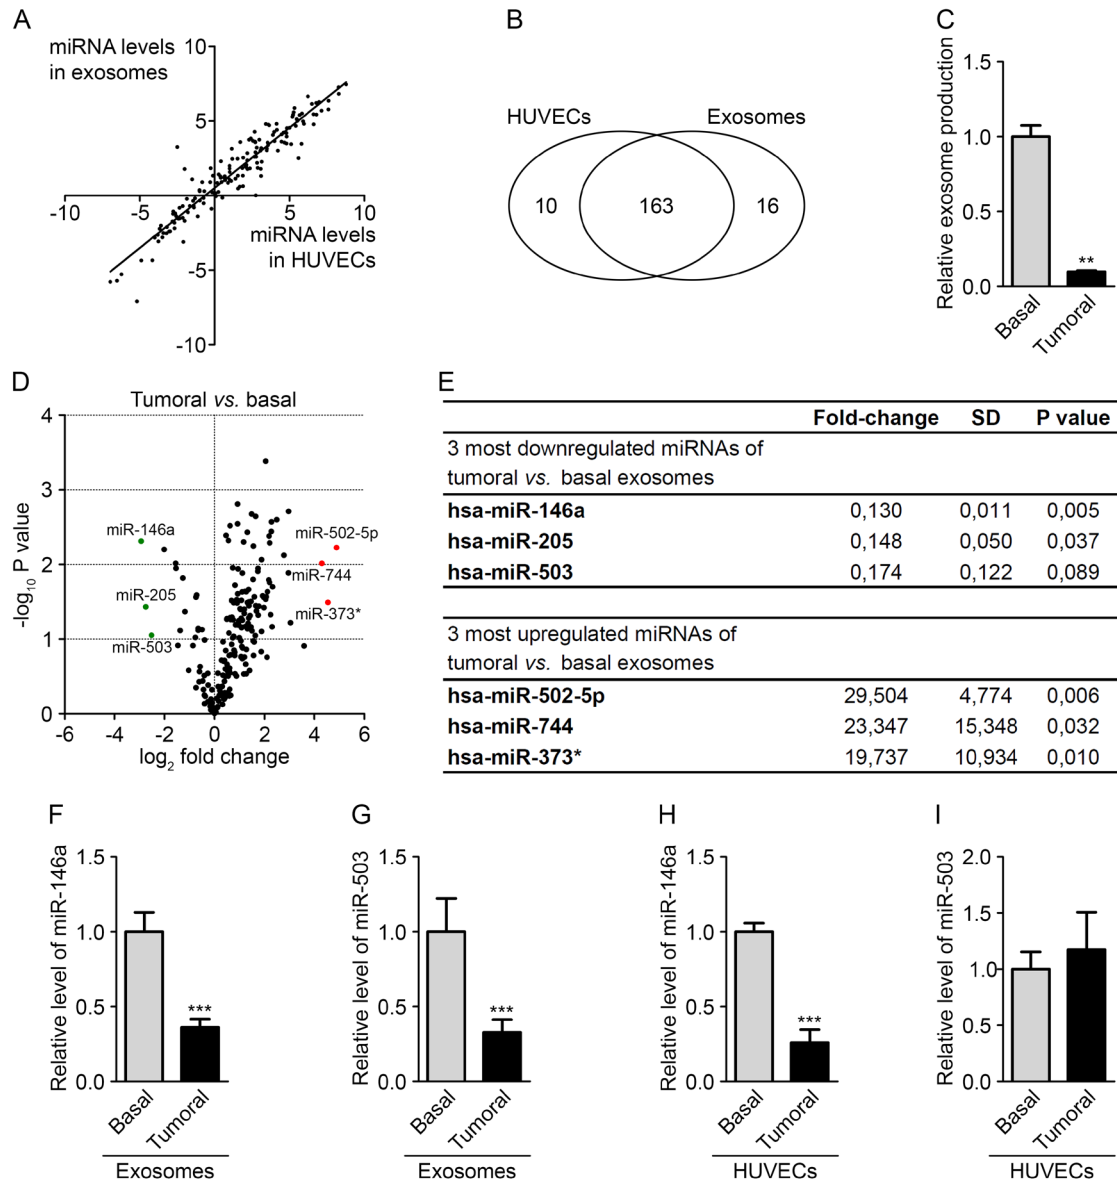 A
miRNA levels
in exosomes
10
5
-10
-5
0
5
10
miRNA levels
in HUVECs
-5
-10
B
HUVECs
Exosomes
10
163
16
C
Relative exosome production
1.5
1.0
0.5
0.0
**
Basal
Tumoral
D
Tumoral vs. basal
-log10 P value
4
3
2
1
0
miR-146a
miR-205
miR-503
miR-502-5p
miR-744
miR-373*
-6
-4
-2
0
2
4
6
log2 fold change
E
Fold-change SD P value
3 most downregulated miRNAs of
tumoral vs. basal exosomes
hsa-miR-146a 0,130 0,011 0,005
hsa-miR-205 0,148 0,050 0,037
hsa-miR-503 0,174 0,122 0,089
3 most upregulated miRNAs of
tumoral vs. basal exosomes
hsa-miR-502-5p 29,504 4,774 0,006
hsa-miR-744 23,347 15,348 0,032
hsa-miR-373* 19,737 10,934 0,010
F
Relative level of miR-146a
1.5
1.0
0.5
0.0
***
Basal
Tumoral
Exosomes
G
Relative level of miR-503
1.5
1.0
0.5
0.0
***
Basal
Tumoral
Exosomes
H
Relative level of miR-146a
1.5
1.0
0.5
0.0
***
Basal
Tumoral
HUVECs
I
Relative level of miR-503
2.0
1.5
1.0
0.5
0.0
Basal
Tumoral
HUVECs